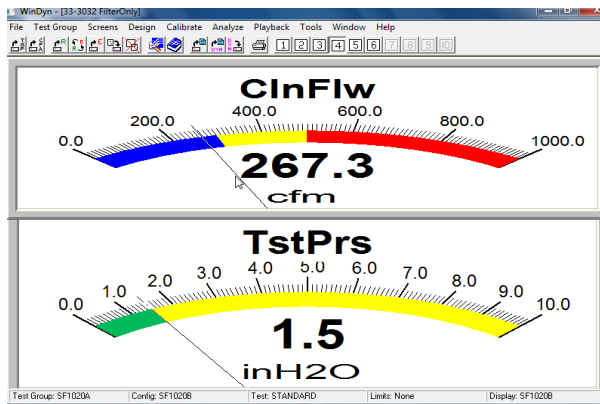 WinDyn - [33-3032 FilterOnly]
File Test Group Screens Design Calibrate Analyze Playback Tools Window Help
1 2 3 4 5 6 7 8 9 10
ClnFlw
0.0 200.0 400.0 600.0 800.0 1000.0
267.3
cfm
TstPrs
0.0 1.0 2.0 3.0 4.0 5.0 6.0 7.0 8.0 9.0 10.0
1.5
inH2O
Test Group: SF1020A Config: SF1020B Test: STANDARD Limits: None Display: SF1020B